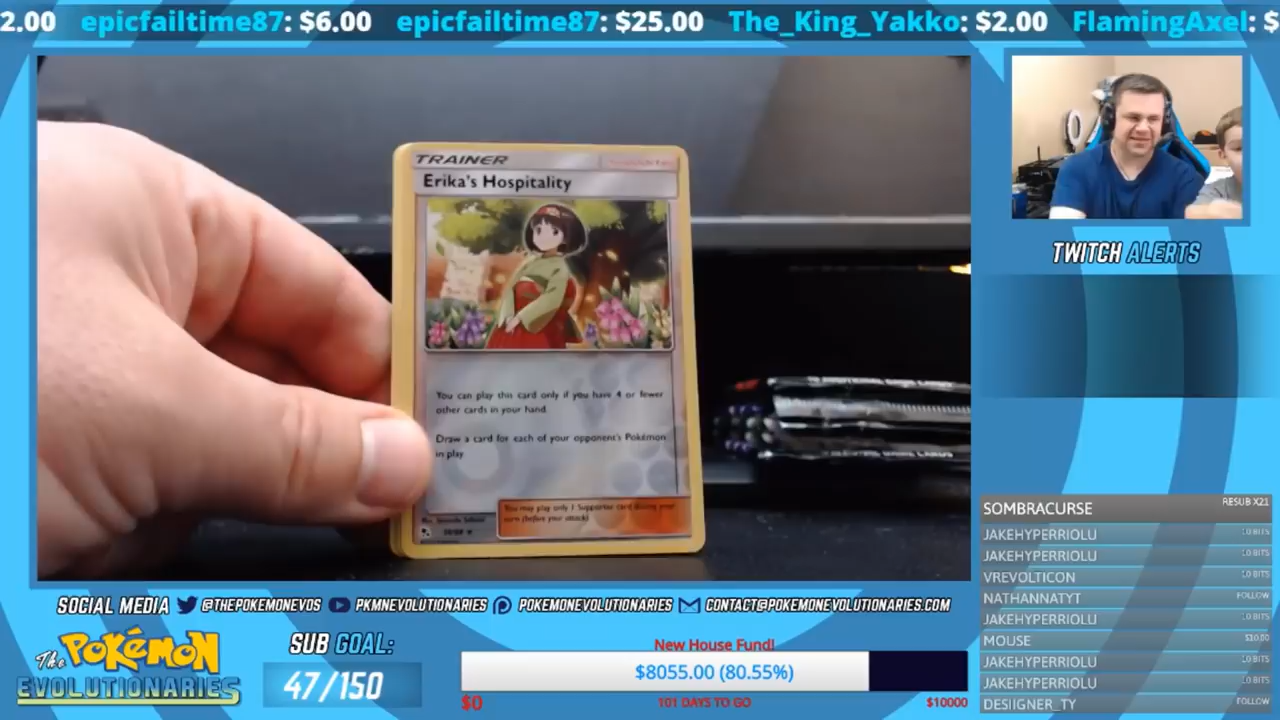 2.00 epicfailtime87: $6.00 epicfailtime87: $25.00 The_King_Yakko: $2.00 FlamingAxel: $
TRAINER
Erika's Hospitality
You can play this card only if you have 4 or fewer
other cards in your hand.
Draw a card for each of your opponent's Pokémon
in play.
You may play only 1 Supporter card during your
turn (before your attack).
TWITCH ALERTS
SOMBRACURSE RESUB X21
JAKEHYPERRIOLU 10 BITS
JAKEHYPERRIOLU 10 BITS
VREVOLTICON 10 BITS
NATHANNATYT FOLLOW
JAKEHYPERRIOLU 10 BITS
MOUSE $10.00
JAKEHYPERRIOLU 10 BITS
JAKEHYPERRIOLU 10 BITS
DESIIGNER_TY FOLLOW
SOCIAL MEDIA @THEPOKEMONEVOS PKMNEVOLUTIONARIES POKEMONEVOLUTIONARIES CONTACT@POKEMONEVOLUTIONARIES.COM
The Pokémon
EVOLUTIONARIES
SUB GOAL:
47/150
New House Fund!
$8055.00 (80.55%)
$0 101 DAYS TO GO $10000